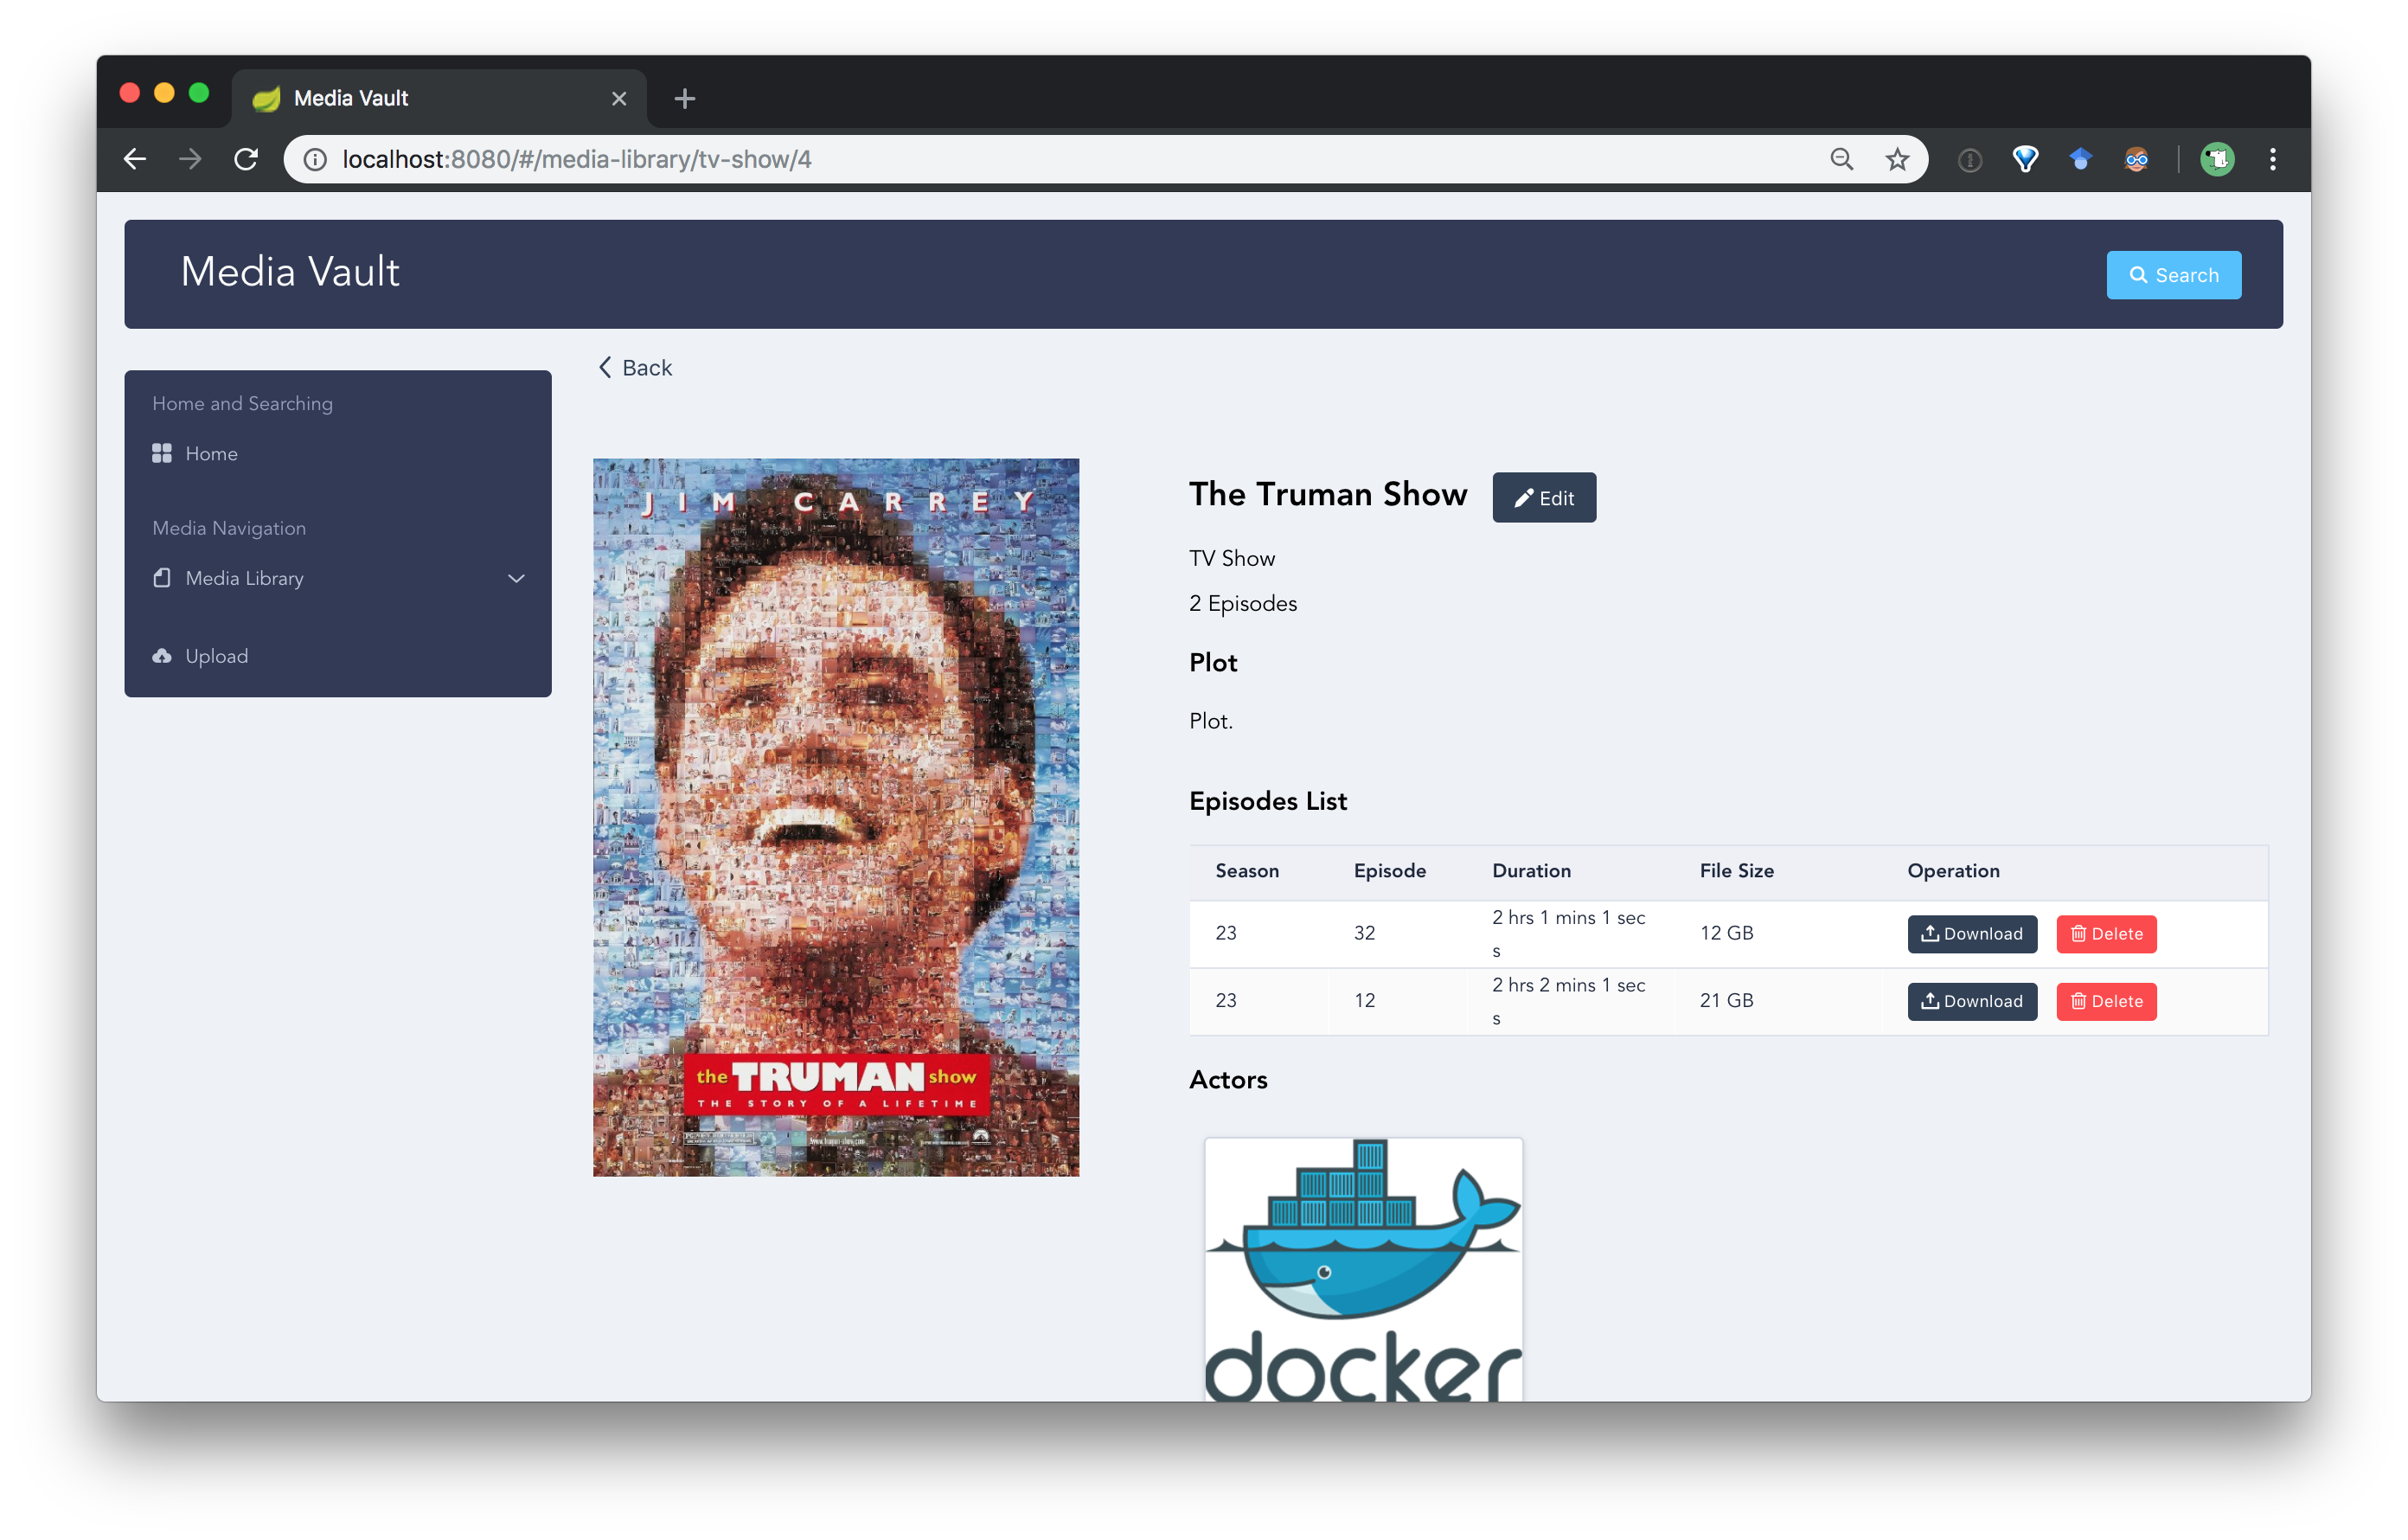 Media Vault
localhost:8080/#/media-library/tv-show/4
Media Vault
Search
Back
Home and Searching
Home
Media Navigation
Media Library
Upload
JIM CARREY
the TRUMAN show
THE STORY OF A LIFETIME
The Truman Show Edit
TV Show
2 Episodes
Plot
Plot.
Episodes List
Season Episode Duration File Size Operation
23 32 2 hrs 1 mins 1 sec
s 12 GB Download Delete
23 12 2 hrs 2 mins 1 sec
s 21 GB Download Delete
Actors
docker